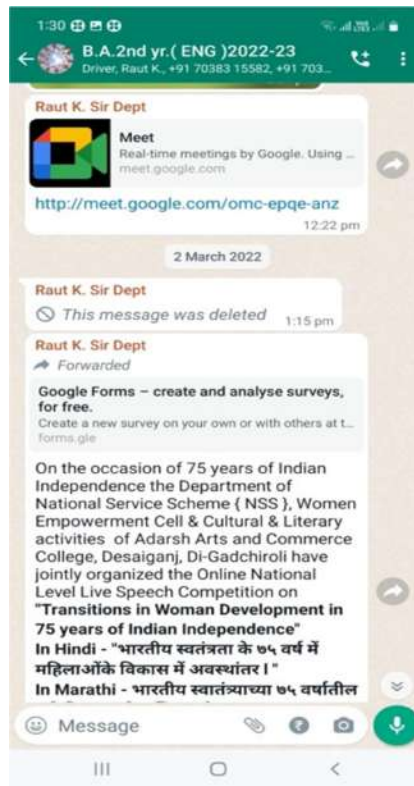 1:30
B.A.2nd yr.( ENG )2022-23
Driver, Raut K., +91 70383 15582, +91 703...
Raut K. Sir Dept
Meet
Real-time meetings by Google. Using ...
meet.google.com
http://meet.google.com/omc-epqe-anz
12:22 pm
2 March 2022
Raut K. Sir Dept
This message was deleted 1:15 pm
Raut K. Sir Dept
Forwarded
Google Forms – create and analyse surveys,
for free.
Create a new survey on your own or with others at t...
forms.gle
On the occasion of 75 years of Indian
Independence the Department of
National Service Scheme { NSS }, Women
Empowerment Cell & Cultural & Literary
activities of Adarsh Arts and Commerce
College, Desaiganj, Di-Gadchiroli have
jointly organized the Online National
Level Live Speech Competition on
"Transitions in Woman Development in
75 years of Indian Independence"
In Hindi - "भारतीय स्वतंत्रता के ७५ वर्ष में
महिलाओंके विकास में अवस्थांतर l "
In Marathi - भारतीय स्वातंत्र्याच्या ७५ वर्षातील
Message